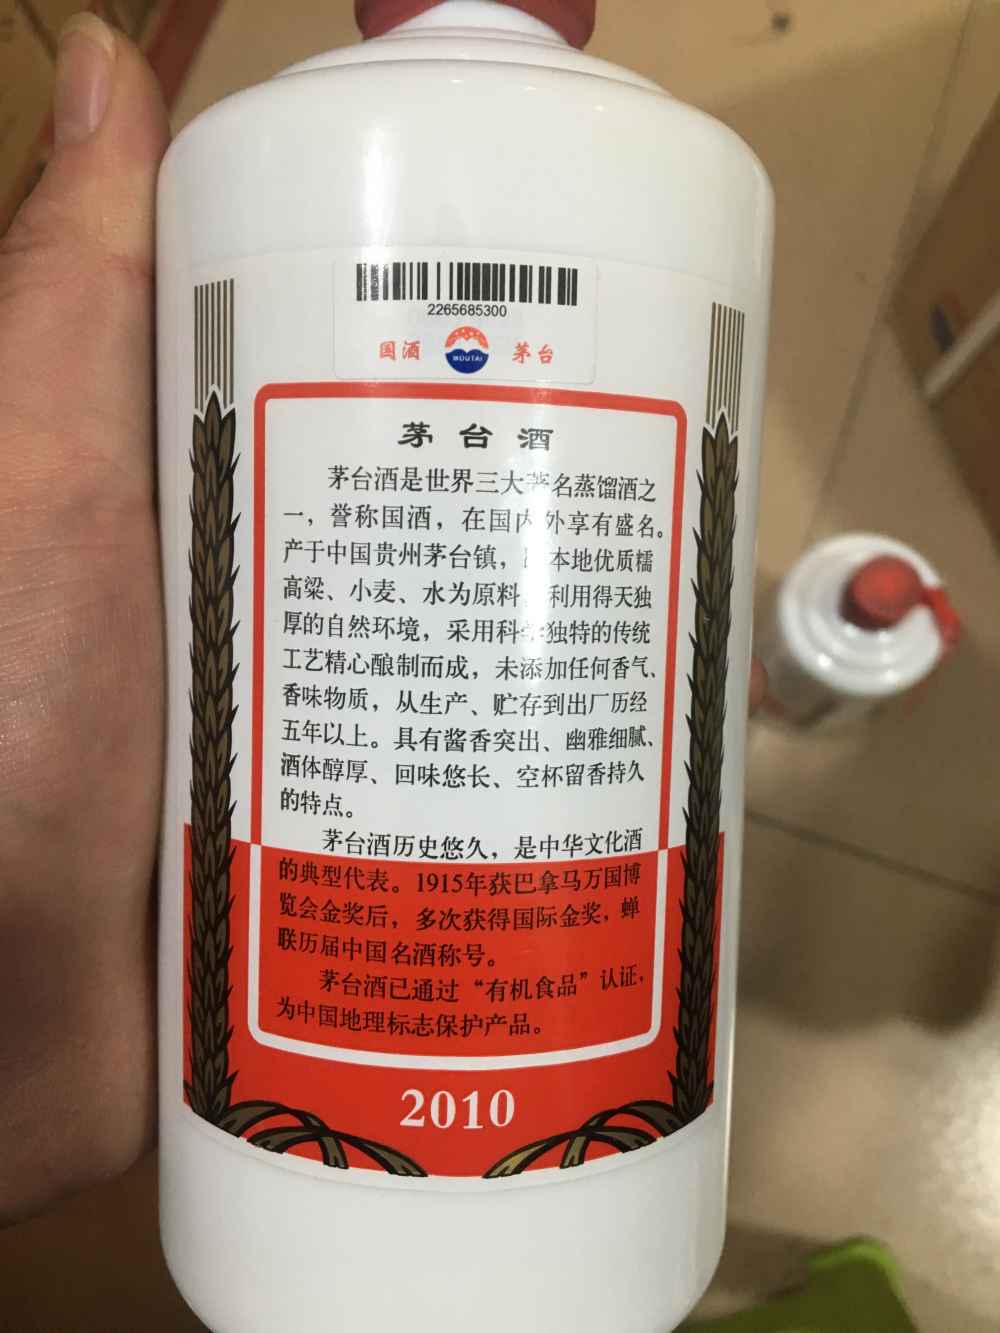 2265685300
国酒 MOUTAI 茅台
茅台酒
茅台酒是世界三大著名蒸馏酒之
一，誉称国酒，在国内外享有盛名。
产于中国贵州茅台镇，本地优质糯
高粱、小麦、水为原料，利用得天独
厚的自然环境，采用科学独特的传统
工艺精心酿制而成，未添加任何香气、
香味物质，从生产、贮存到出厂历经
五年以上。具有酱香突出、幽雅细腻、
酒体醇厚、回味悠长、空杯留香持久
的特点。
茅台酒历史悠久，是中华文化酒
的典型代表。1915年获巴拿马万国博
览会金奖后，多次获得国际金奖，蝉
联历届中国名酒称号。
茅台酒已通过“有机食品”认证，
为中国地理标志保护产品。
2010